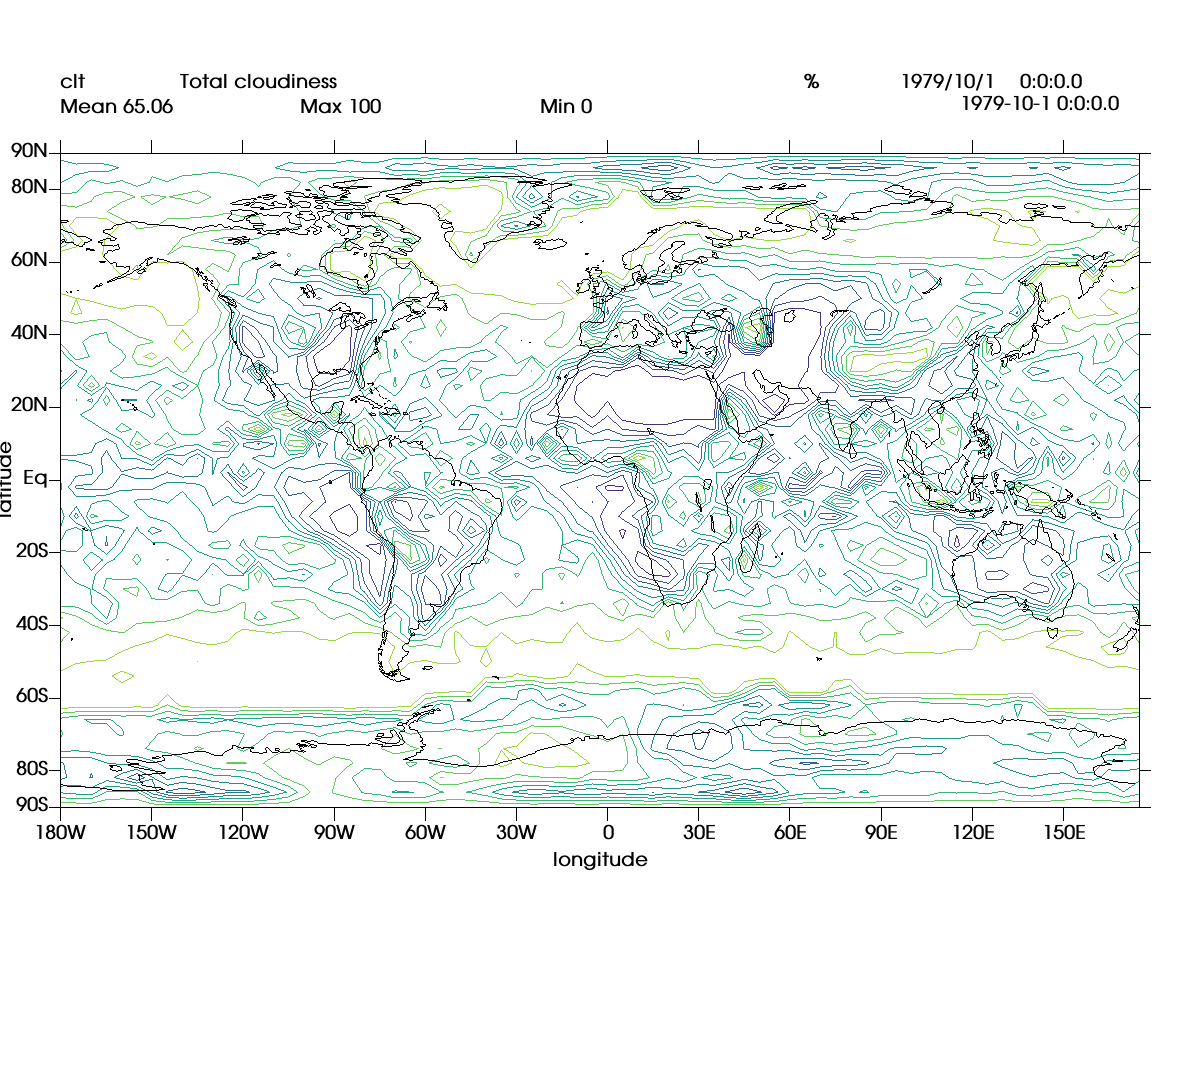 clt Total cloudiness % 1979/10/1 0:0:0.0
Mean 65.06 Max 100 Min 0 1979-10-1 0:0:0.0
90N
80N
60N
40N
20N
Eq
20S
40S
60S
80S
90S
latitude
180W 150W 120W 90W 60W 30W 0 30E 60E 90E 120E 150E
longitude